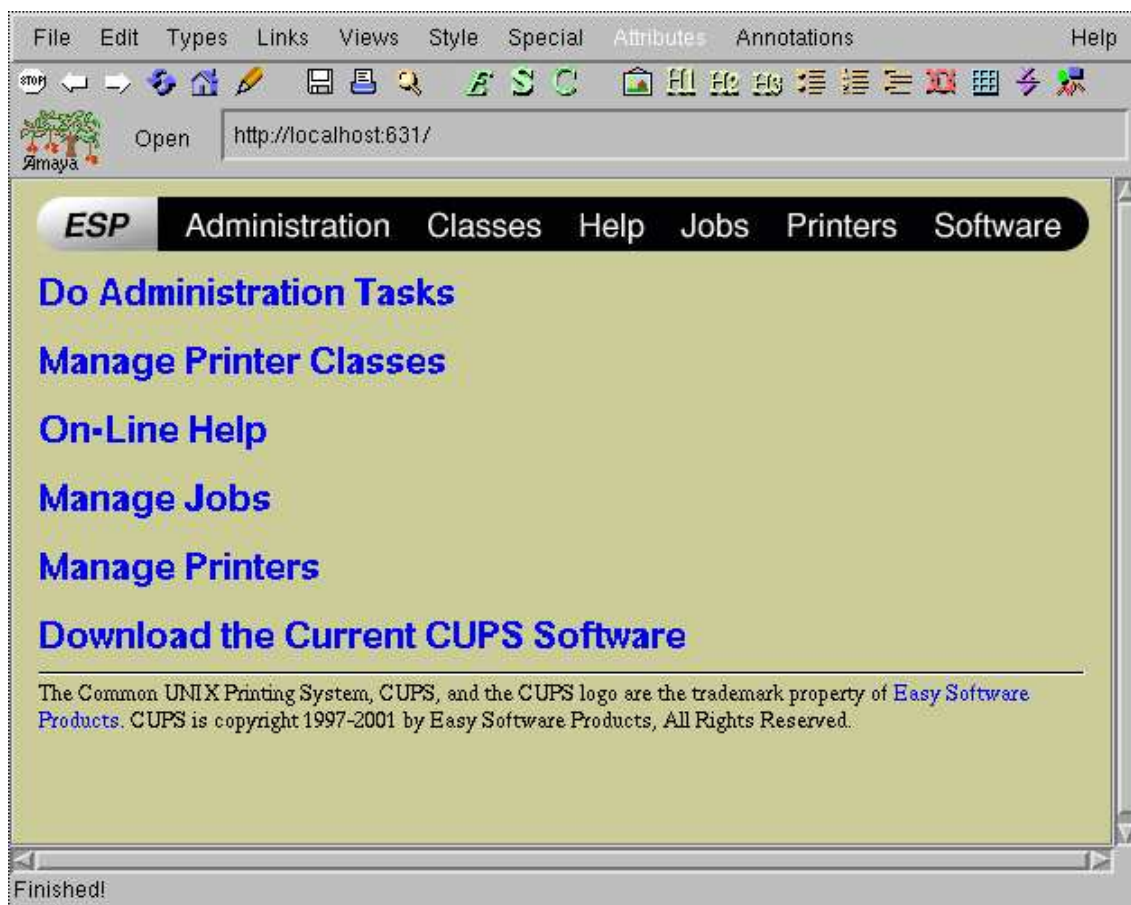 File Edit Types Links Views Style Special Attributes Annotations Help
STOP H1 H2 H3
Amaya Open http://localhost:631/
ESP Administration Classes Help Jobs Printers Software
Do Administration Tasks
Manage Printer Classes
On-Line Help
Manage Jobs
Manage Printers
Download the Current CUPS Software
The Common UNIX Printing System, CUPS, and the CUPS logo are the trademark property of Easy Software
Products. CUPS is copyright 1997-2001 by Easy Software Products, All Rights Reserved.
Finished!